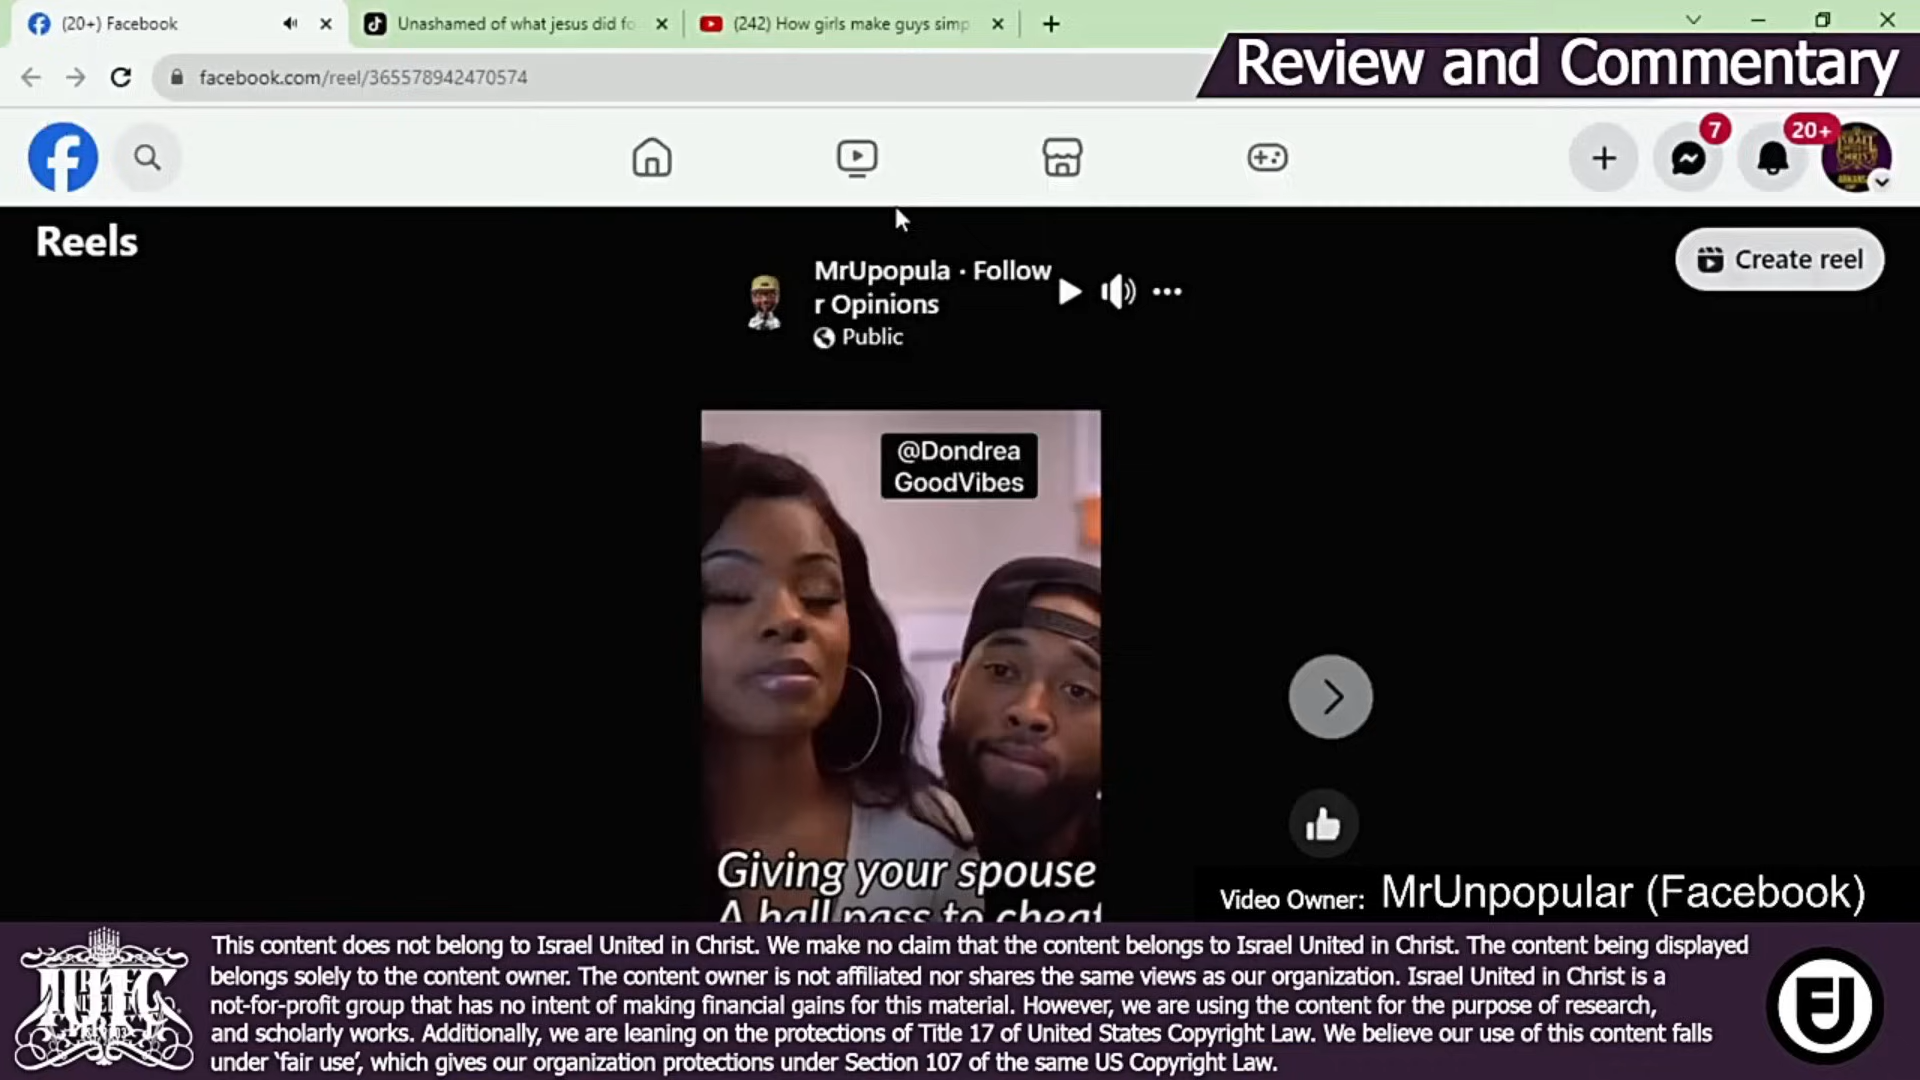 (20+) Facebook
Unashamed of what jesus did fo
(242) How girls make guys simp
facebook.com/reel/365578942470574
Review and Commentary
7
20+
Reels
Create reel
MrUpopula · Follow
r Opinions
Public
@Dondrea
GoodVibes
Giving your spouse
A hall pass to cheat
Video Owner: MrUnpopular (Facebook)
This content does not belong to Israel United in Christ. We make no claim that the content belongs to Israel United in Christ. The content being displayed
belongs solely to the content owner. The content owner is not affiliated nor shares the same views as our organization. Israel United in Christ is a
not-for-profit group that has no intent of making financial gains for this material. However, we are using the content for the purpose of research,
and scholarly works. Additionally, we are leaning on the protections of Title 17 of United States Copyright Law. We believe our use of this content falls
under 'fair use', which gives our organization protections under Section 107 of the same US Copyright Law.